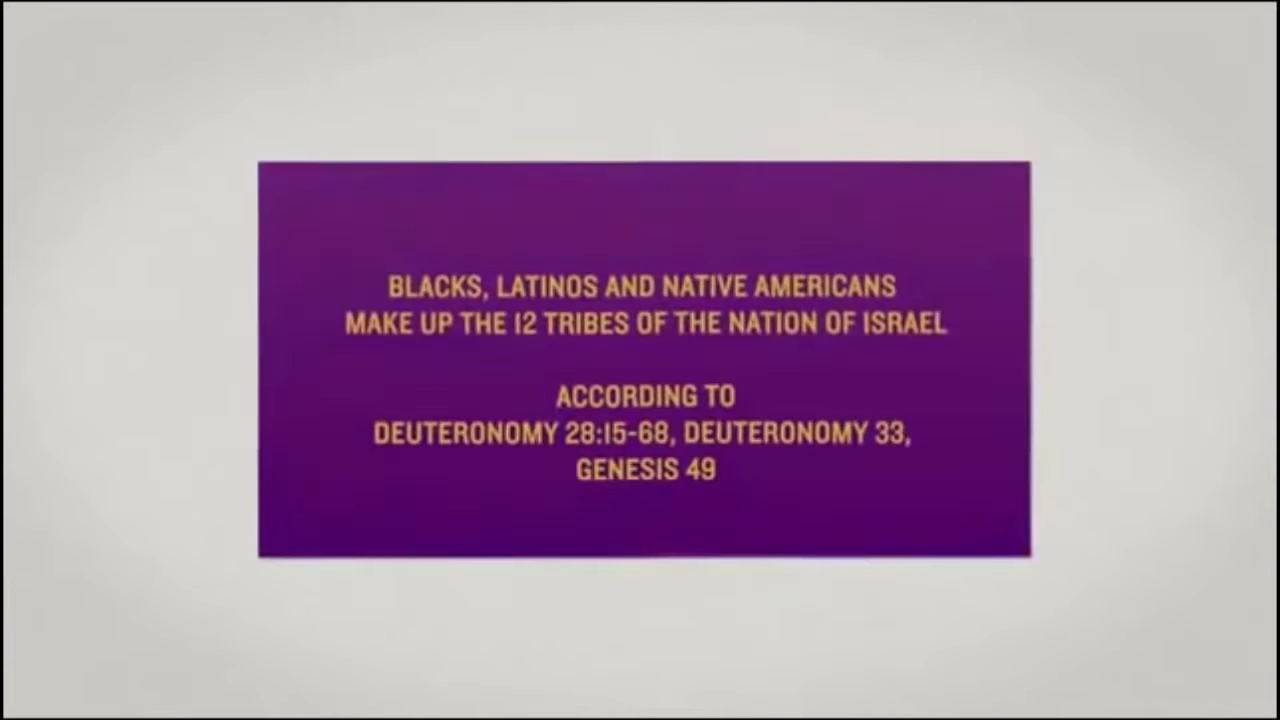 BLACKS, LATINOS AND NATIVE AMERICANS
MAKE UP THE 12 TRIBES OF THE NATION OF ISRAEL
ACCORDING TO
DEUTERONOMY 28:15-68, DEUTERONOMY 33,
GENESIS 49